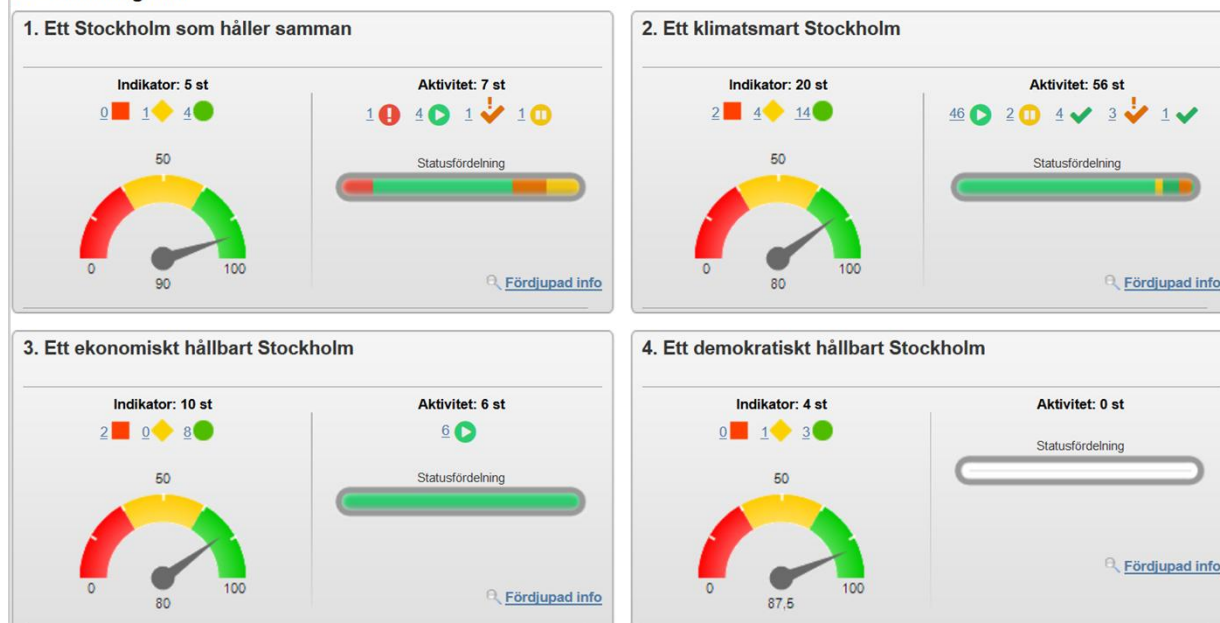 1. Ett Stockholm som håller samman
Indikator: 5 st
0 1 4
50
0 100
90
Aktivitet: 7 st
1 4 1 1
Statusfördelning
Fördjupad info
2. Ett klimatsmart Stockholm
Indikator: 20 st
2 4 14
50
0 100
80
Aktivitet: 56 st
46 2 4 3 1
Statusfördelning
Fördjupad info
3. Ett ekonomiskt hållbart Stockholm
Indikator: 10 st
2 0 8
50
0 100
80
Aktivitet: 6 st
6
Statusfördelning
Fördjupad info
4. Ett demokratiskt hållbart Stockholm
Indikator: 4 st
0 1 3
50
0 100
87,5
Aktivitet: 0 st
Statusfördelning
Fördjupad info